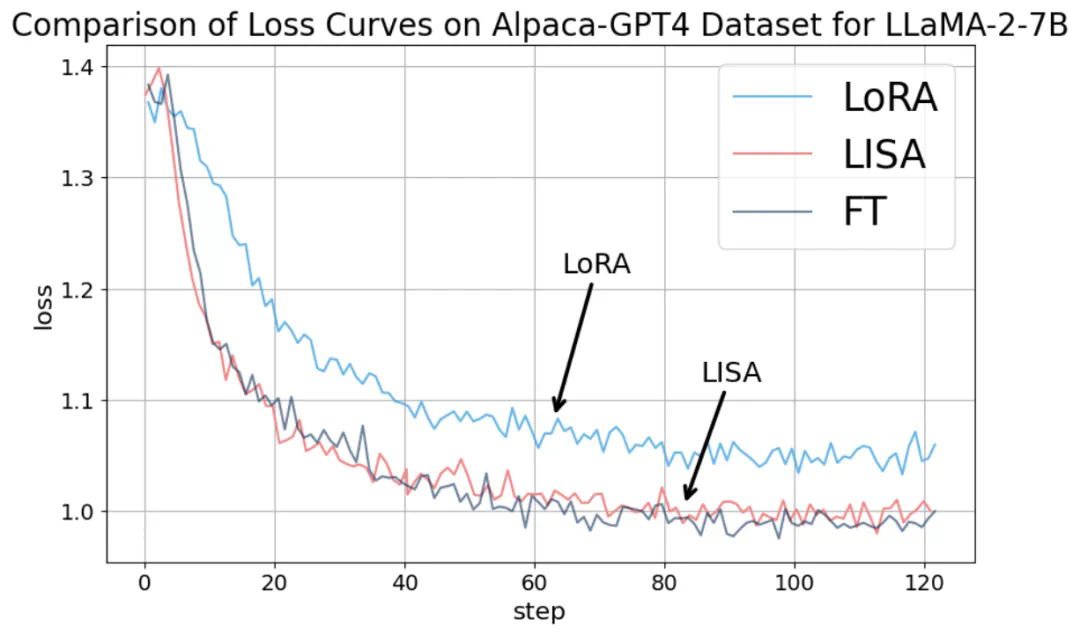 Comparison of Loss Curves on Alpaca-GPT4 Dataset for LLaMA-2-7B
1.4
1.3
1.2
1.1
1.0
loss
LoRA
LISA
FT
LoRA
LISA
0 20 40 60 80 100 120
step